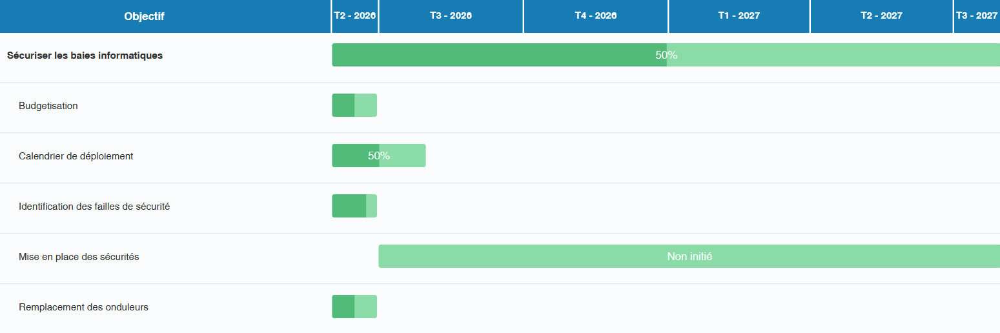 Objectif T2 - 2026 T3 - 2026 T4 - 2026 T1 - 2027 T2 - 2027 T3 - 2027
Sécuriser les baies informatiques 50%
Budgetisation
Calendrier de déploiement 50%
Identification des failles de sécurité
Mise en place des sécurités Non initié
Remplacement des onduleurs